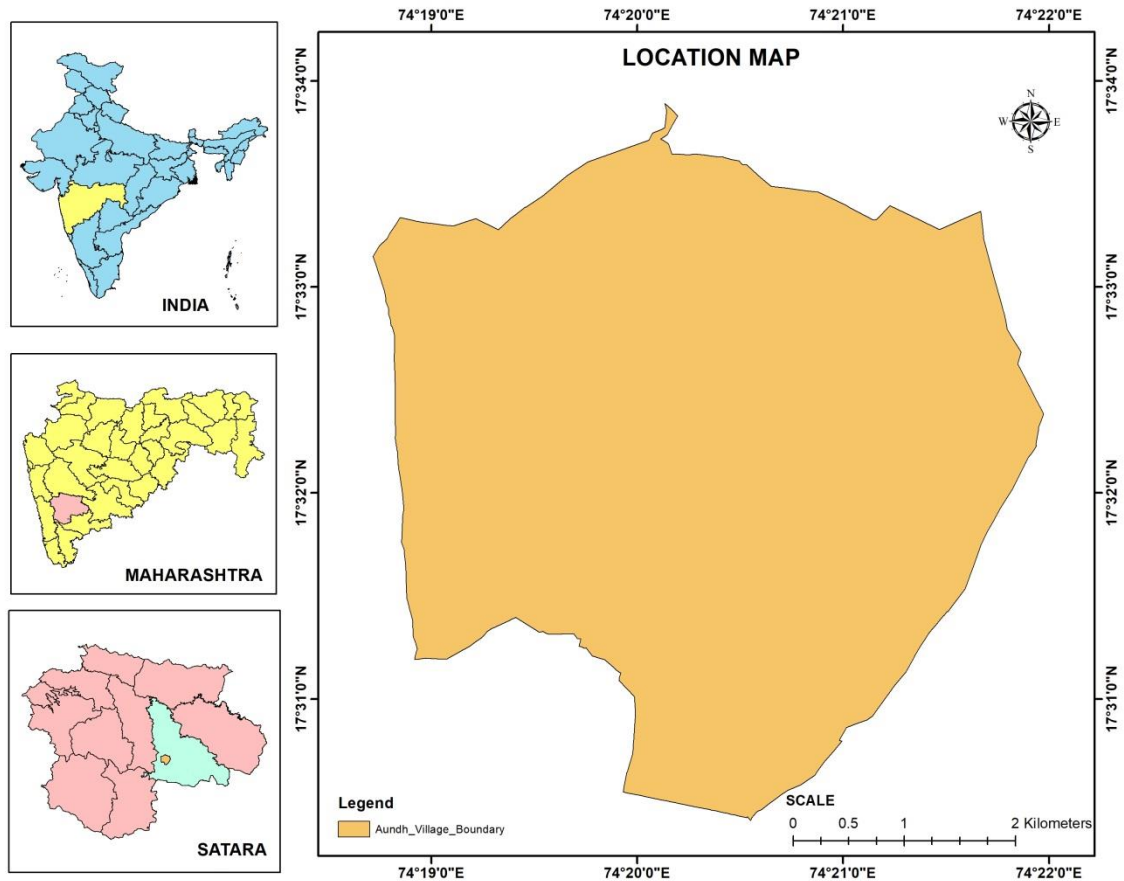 74°19'0"E 74°20'0"E 74°21'0"E 74°22'0"E
LOCATION MAP
N
W E
S
17°34'0"N 17°34'0"N
17°33'0"N 17°33'0"N
17°32'0"N 17°32'0"N
17°31'0"N 17°31'0"N
INDIA
MAHARASHTRA
SATARA
Legend
Aundh_Village_Boundary
SCALE
0 0.5 1 2 Kilometers
74°19'0"E 74°20'0"E 74°21'0"E 74°22'0"E